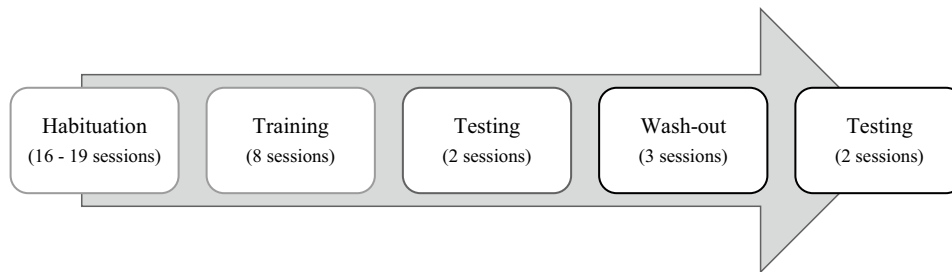 Habituation
(16 - 19 sessions)
Training
(8 sessions)
Testing
(2 sessions)
Wash-out
(3 sessions)
Testing
(2 sessions)